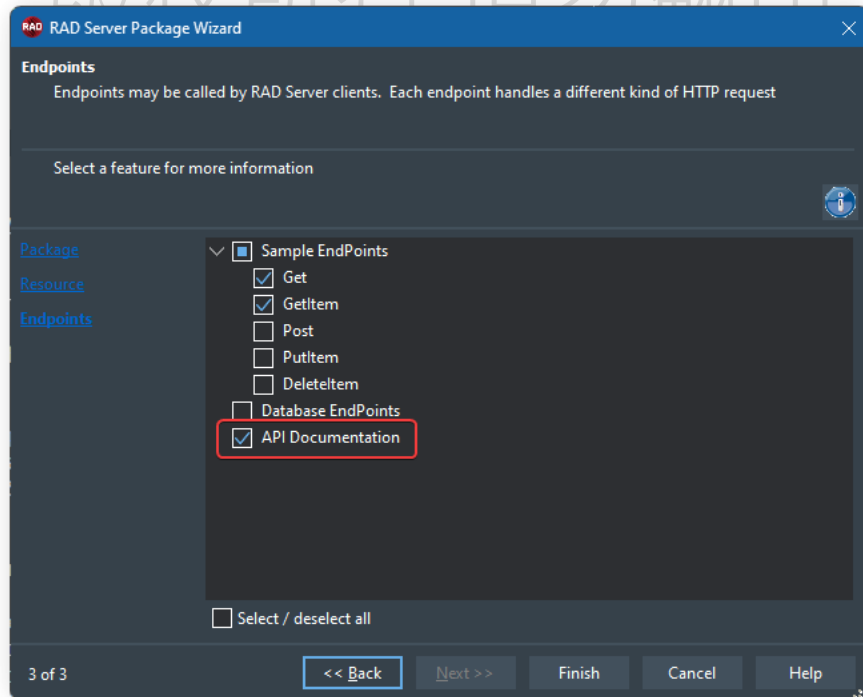 RAD RAD Server Package Wizard
Endpoints
Endpoints may be called by RAD Server clients. Each endpoint handles a different kind of HTTP request
Select a feature for more information
Package
Resource
Endpoints
Sample EndPoints
Get
GetItem
Post
PutItem
DeleteItem
Database EndPoints
API Documentation
Select / deselect all
3 of 3
<< Back
Next >>
Finish
Cancel
Help